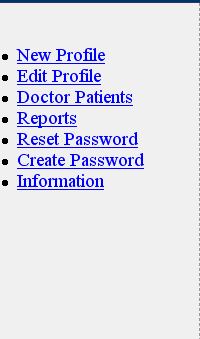 New Profile
Edit Profile
Doctor Patients
Reports
Reset Password
Create Password
Information